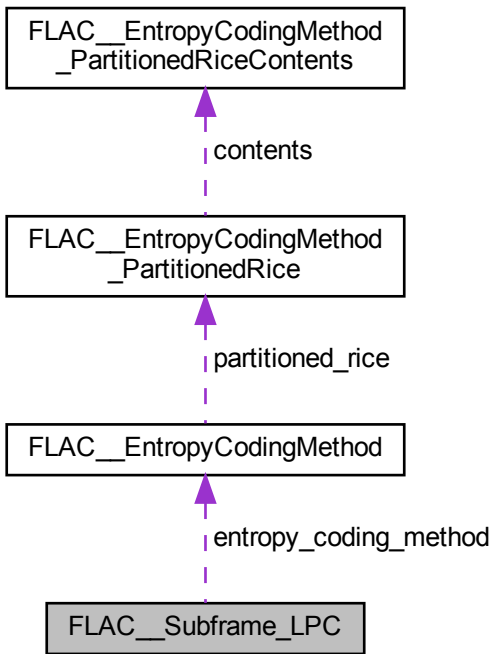 FLAC__EntropyCodingMethod
_PartitionedRiceContents
contents
FLAC__EntropyCodingMethod
_PartitionedRice
partitioned_rice
FLAC__EntropyCodingMethod
entropy_coding_method
FLAC__Subframe_LPC